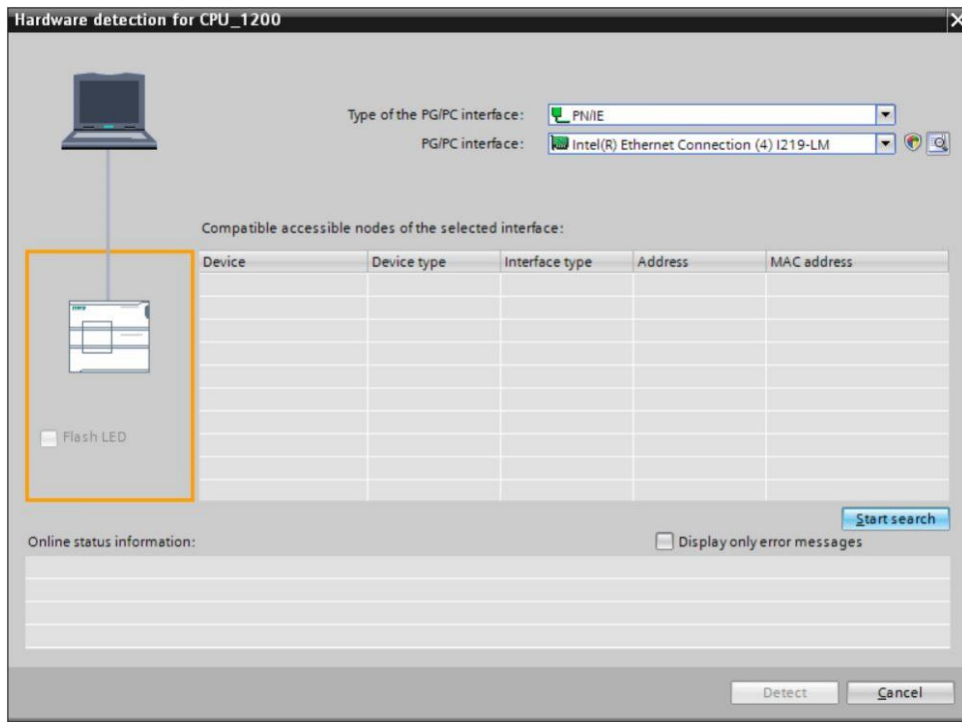 Hardware detection for CPU_1200
Type of the PG/PC interface:
PN/IE
PG/PC interface:
Intel(R) Ethernet Connection (4) I219-LM
Compatible accessible nodes of the selected interface:
Device Device type Interface type Address MAC address
Flash LED
Start search
Online status information:
Display only error messages
Detect Cancel